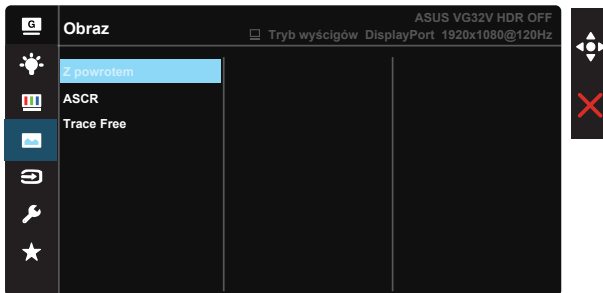 G
Obraz
ASUS VG32V HDR OFF
Tryb wyścigów DisplayPort 1920x1080@120Hz
Z powrotem
ASCR
Trace Free